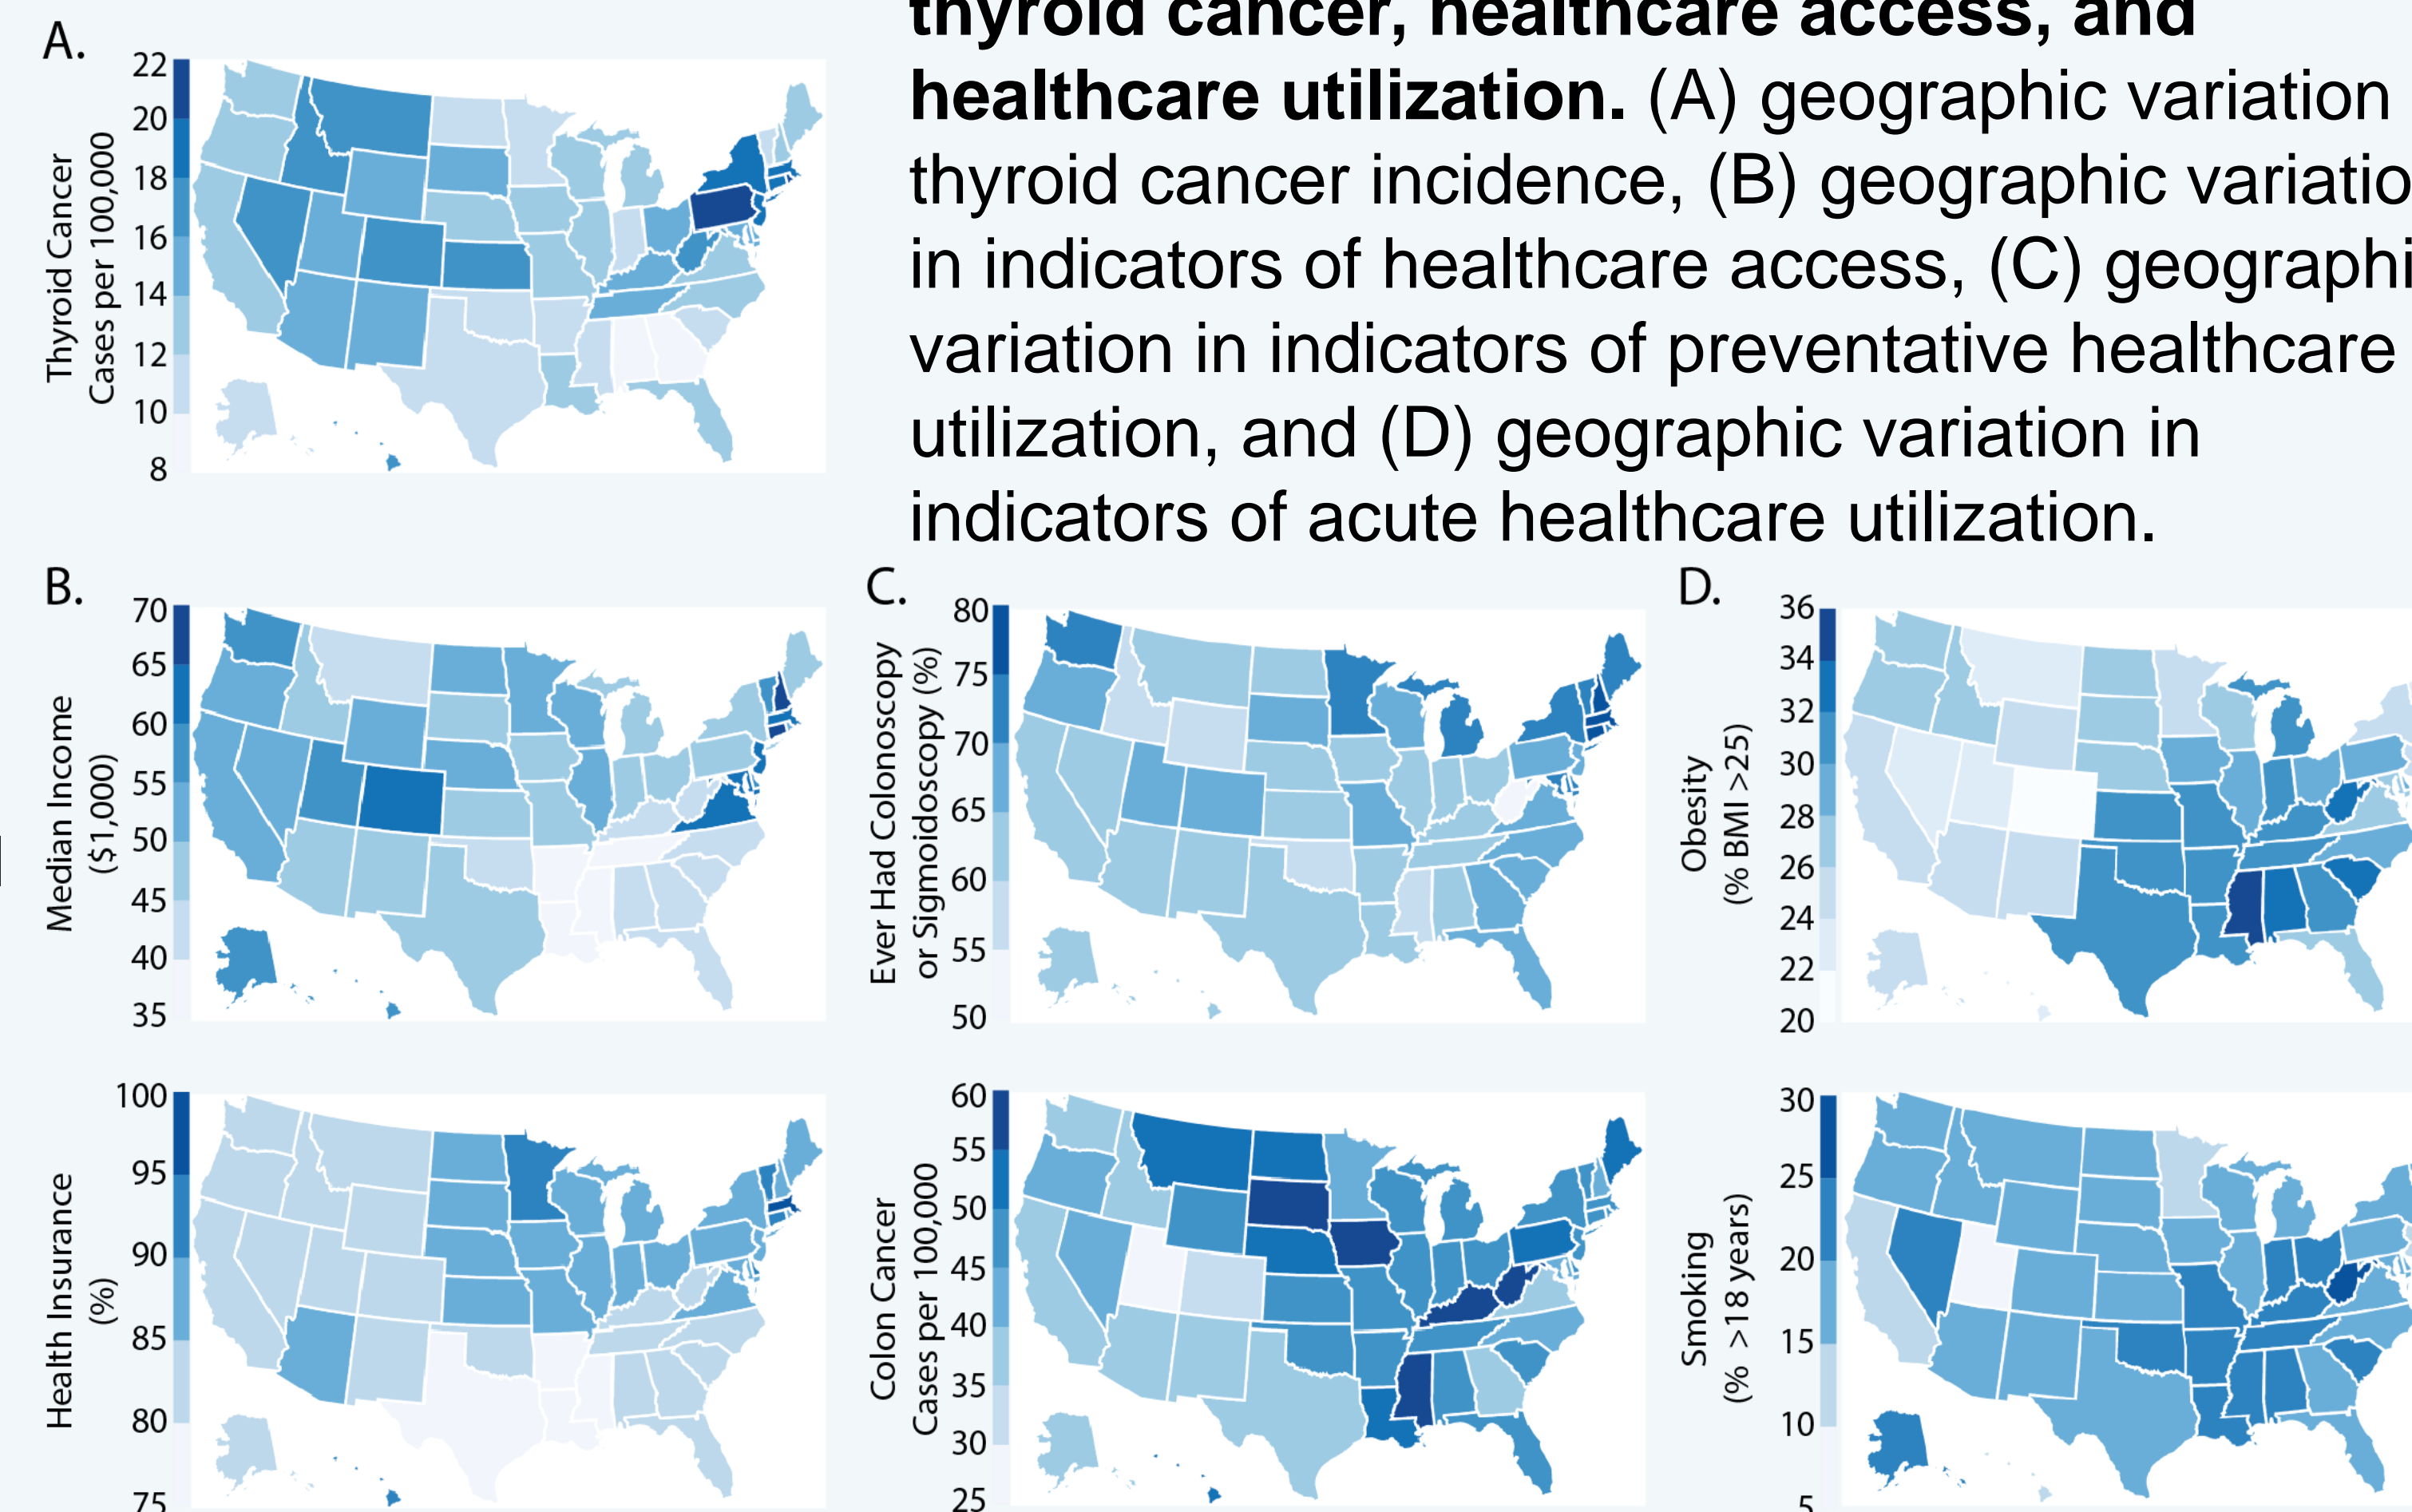 thyroid cancer, healthcare access, and
healthcare utilization. (A) geographic variation
thyroid cancer incidence, (B) geographic variatio
in indicators of healthcare access, (C) geographi
variation in indicators of preventative healthcare
utilization, and (D) geographic variation in
indicators of acute healthcare utilization.
A.
Thyroid Cancer
Cases per 100,000
22
20
18
16
14
12
10
8
B.
Median Income
($1,000)
70
65
60
55
50
45
40
35
C.
Ever Had Colonoscopy
or Sigmoidoscopy (%)
80
75
70
65
60
55
50
D.
Obesity
(% BMI >25)
36
34
32
30
28
26
24
22
20
Health Insurance
(%)
100
95
90
85
80
75
Colon Cancer
Cases per 100,000
60
55
50
45
40
35
30
25
Smoking
(% >18 years)
30
25
20
15
10
5